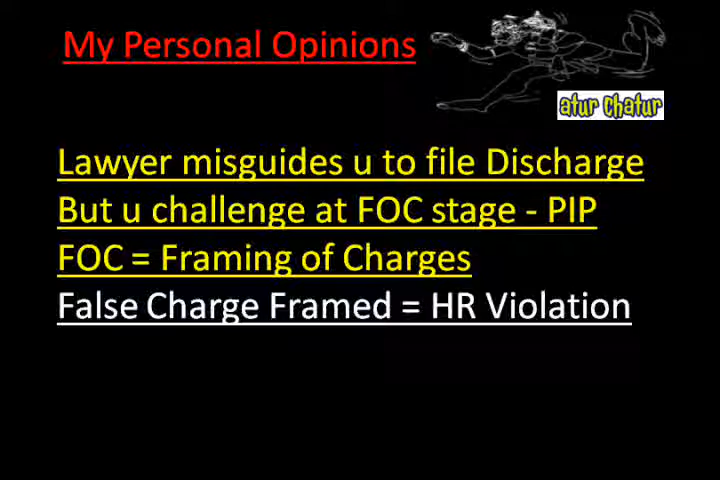 My Personal Opinions
atur chatur
Lawyer misguides u to file Discharge
But u challenge at FOC stage - PIP
FOC = Framing of Charges
False Charge Framed = HR Violation